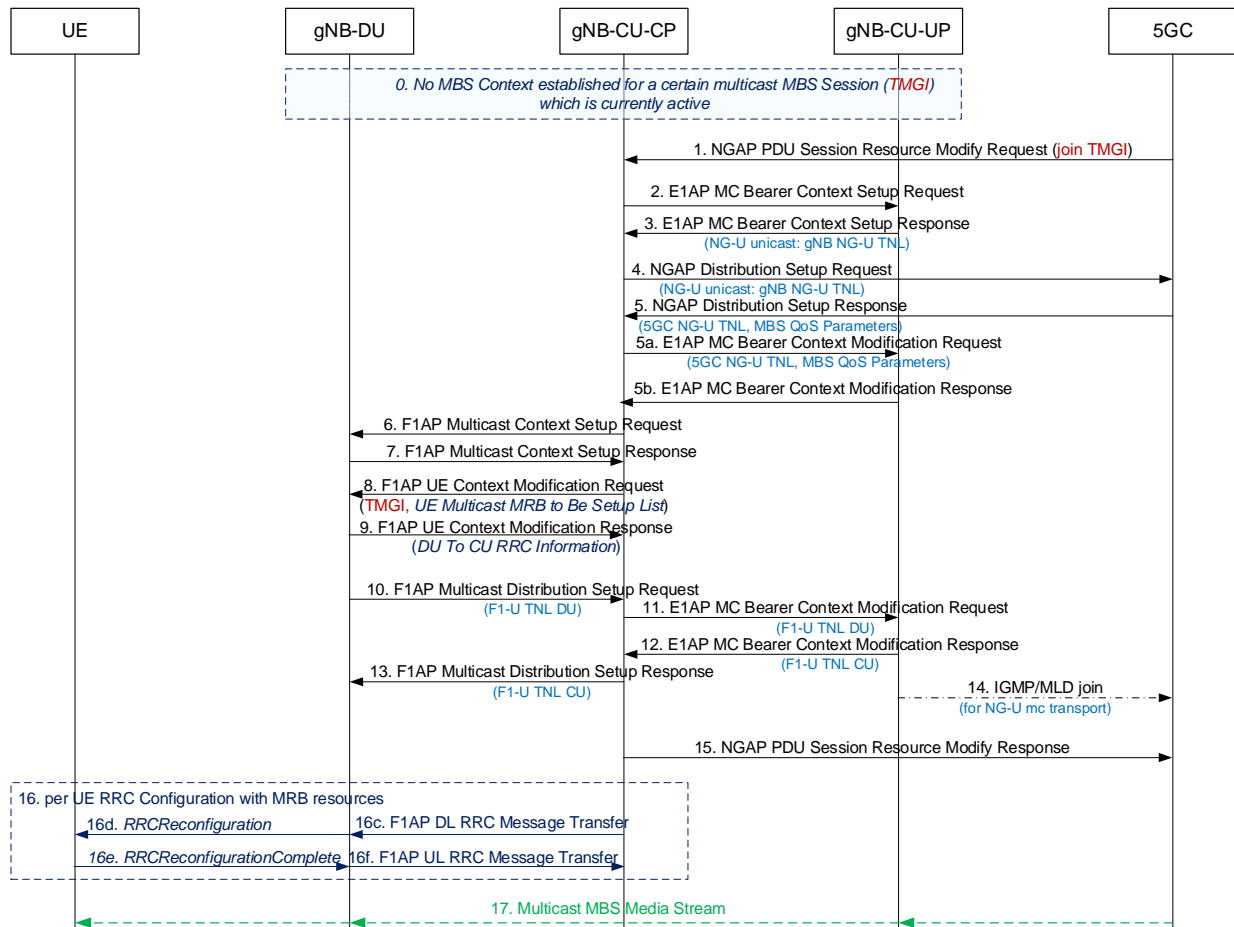 UE
gNB-DU
gNB-CU-CP
gNB-CU-UP
5GC
0. No MBS Context established for a certain multicast MBS Session (TMGI)
which is currently active
1. NGAP PDU Session Resource Modify Request (join TMGI)
2. E1AP MC Bearer Context Setup Request
3. E1AP MC Bearer Context Setup Response
(NG-U unicast: gNB NG-U TNL)
4. NGAP Distribution Setup Request
(NG-U unicast: gNB NG-U TNL)
5. NGAP Distribution Setup Response
(5GC NG-U TNL, MBS QoS Parameters)
5a. E1AP MC Bearer Context Modification Request
(5GC NG-U TNL, MBS QoS Parameters)
5b. E1AP MC Bearer Context Modification Response
6. F1AP Multicast Context Setup Request
7. F1AP Multicast Context Setup Response
8. F1AP UE Context Modification Request
(TMGI, UE Multicast MRB to Be Setup List)
9. F1AP UE Context Modification Response
(DU To CU RRC Information)
10. F1AP Multicast Distribution Setup Request
(F1-U TNL DU)
11. E1AP MC Bearer Context Modification Request
(F1-U TNL DU)
12. E1AP MC Bearer Context Modification Response
(F1-U TNL CU)
13. F1AP Multicast Distribution Setup Response
(F1-U TNL CU)
14. IGMP/MLD join
(for NG-U mc transport)
15. NGAP PDU Session Resource Modify Response
16. per UE RRC Configuration with MRB resources
16d. RRCReconfiguration
16c. F1AP DL RRC Message Transfer
16e. RRCReconfigurationComplete
16f. F1AP UL RRC Message Transfer
17. Multicast MBS Media Stream